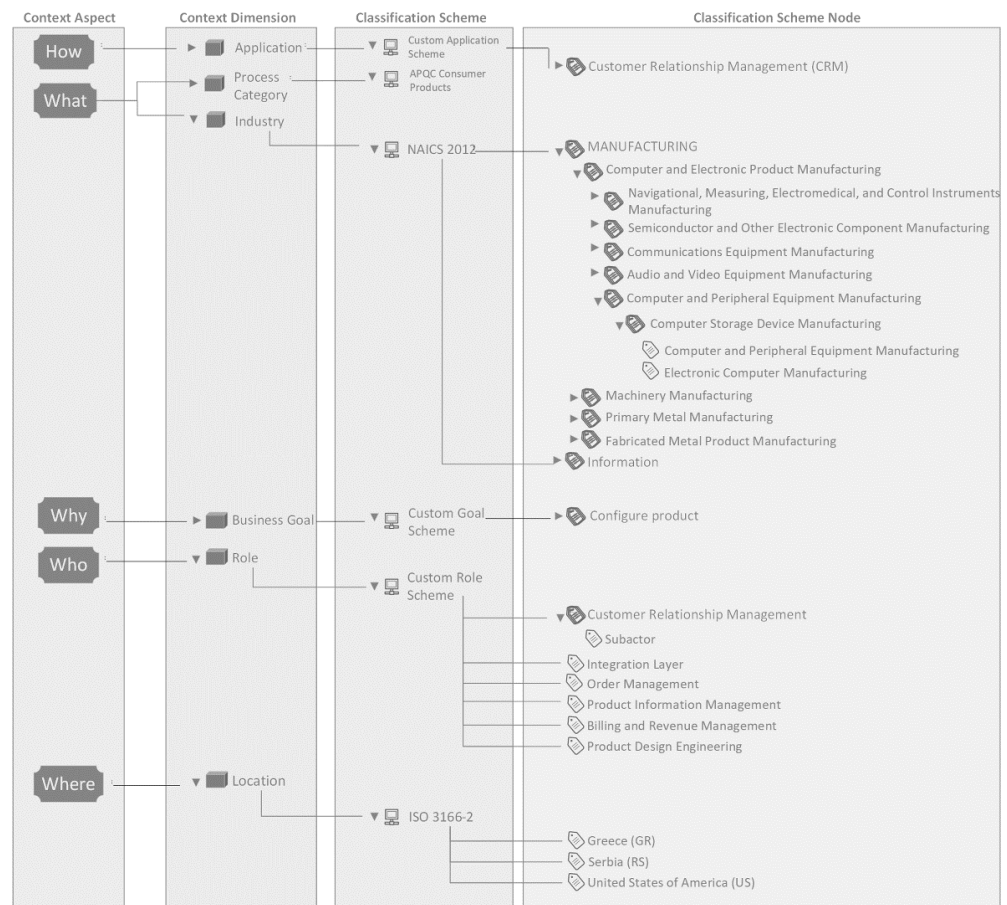 Context Aspect
Context Dimension
Classification Scheme
Classification Scheme Node
How
Application
Custom Application
Scheme
Customer Relationship Management (CRM)
What
Process
Category
APQC Consumer
Products
Industry
NAICS 2012
MANUFACTURING
Computer and Electronic Product Manufacturing
Navigational, Measuring, Electromedical, and Control Instruments
Manufacturing
Semiconductor and Other Electronic Component Manufacturing
Communications Equipment Manufacturing
Audio and Video Equipment Manufacturing
Computer and Peripheral Equipment Manufacturing
Computer Storage Device Manufacturing
Computer and Peripheral Equipment Manufacturing
Electronic Computer Manufacturing
Machinery Manufacturing
Primary Metal Manufacturing
Fabricated Metal Product Manufacturing
Information
Why
Business Goal
Custom Goal
Scheme
Configure product
Who
Role
Custom Role
Scheme
Customer Relationship Management
Subactor
Integration Layer
Order Management
Product Information Management
Billing and Revenue Management
Product Design Engineering
Where
Location
ISO 3166-2
Greece (GR)
Serbia (RS)
United States of America (US)